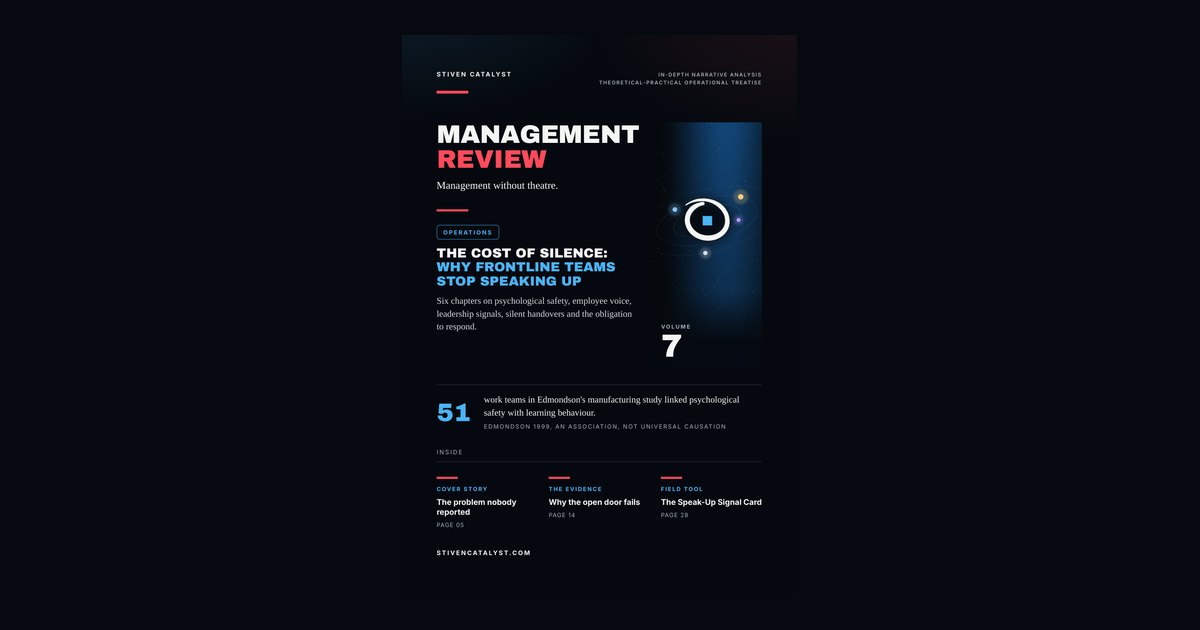 STIVEN CATALYST
IN-DEPTH NARRATIVE ANALYSIS
THEORETICAL-PRACTICAL OPERATIONAL TREATISE
MANAGEMENT
REVIEW
Management without theatre.
OPERATIONS
THE COST OF SILENCE:
WHY FRONTLINE TEAMS
STOP SPEAKING UP
Six chapters on psychological safety, employee voice,
leadership signals, silent handovers and the obligation
to respond.
VOLUME
7
51
work teams in Edmondson's manufacturing study linked psychological
safety with learning behaviour.
EDMONDSON 1999, AN ASSOCIATION, NOT UNIVERSAL CAUSATION
INSIDE
COVER STORY
The problem nobody
reported
PAGE 05
THE EVIDENCE
Why the open door fails
PAGE 14
FIELD TOOL
The Speak-Up Signal Card
PAGE 28
STIVENCATALYST.COM